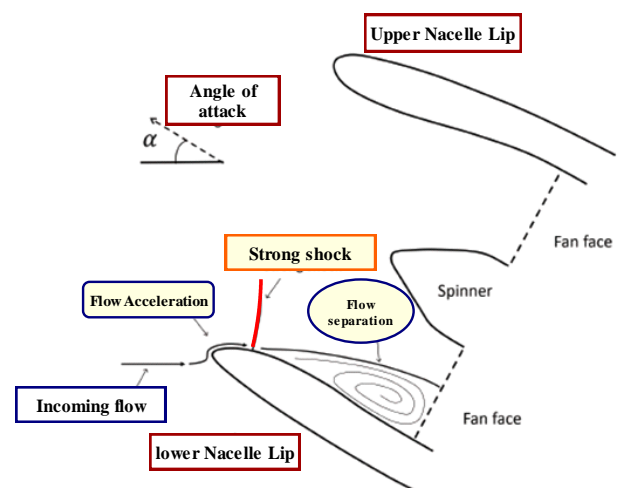 Upper Nacelle Lip
Angle of
attack
α
Fan face
Strong shock
Spinner
Flow Acceleration
Flow
separation
Incoming flow
Fan face
lower Nacelle Lip